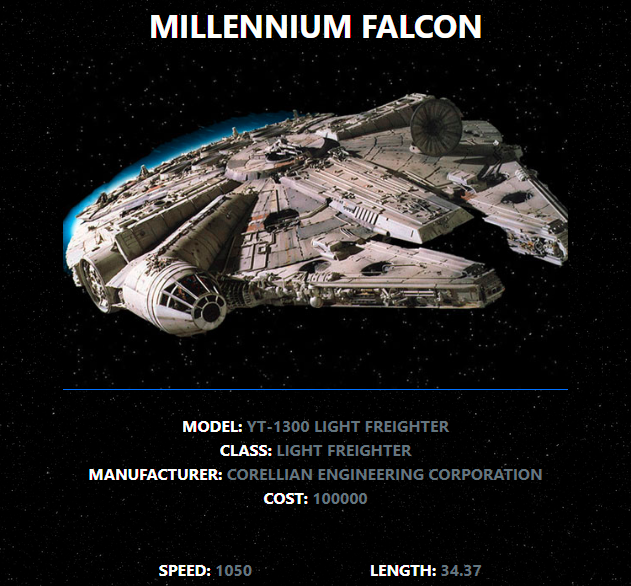 MILLENNIUM FALCON
MODEL: YT-1300 LIGHT FREIGHTER
CLASS: LIGHT FREIGHTER
MANUFACTURER: CORELLIAN ENGINEERING CORPORATION
COST: 100000
SPEED: 1050 LENGTH: 34.37